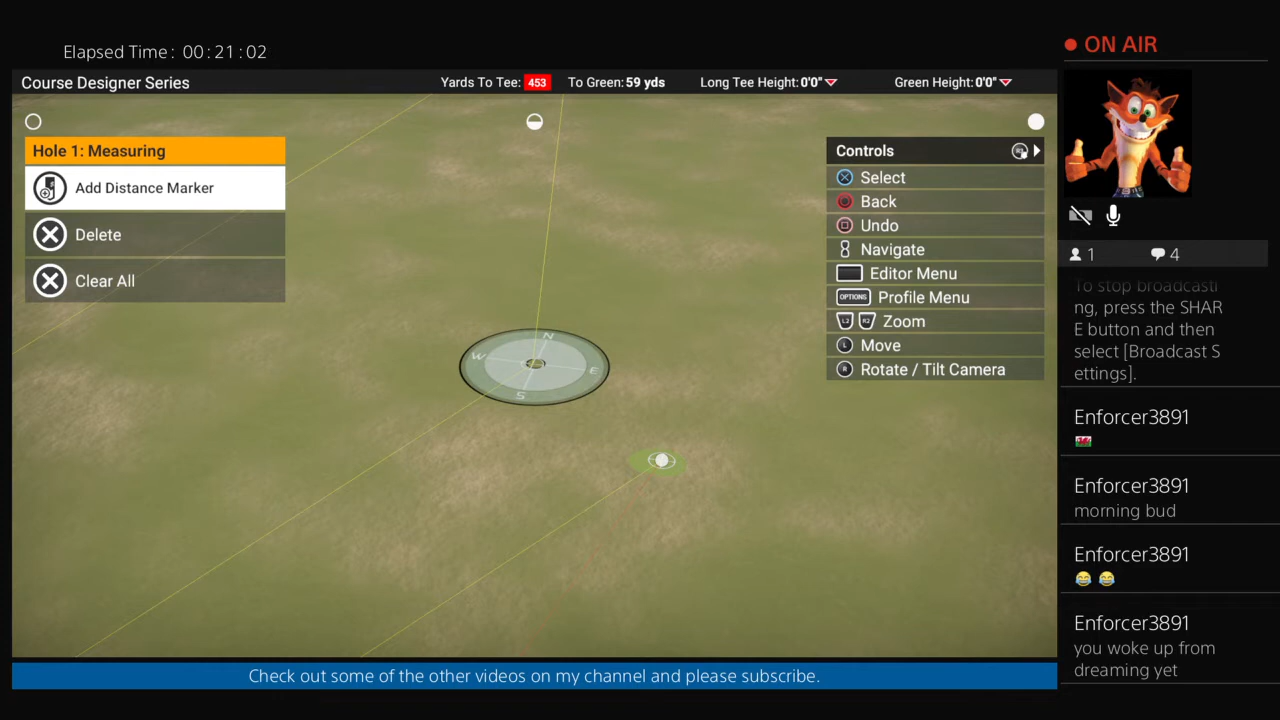 Elapsed Time: 00:21:02
ON AIR
Course Designer Series
Yards To Tee: 453
To Green: 59 yds
Long Tee Height: 0'0"
Green Height: 0'0"
Hole 1: Measuring
Add Distance Marker
Delete
Clear All
N
W
E
S
Controls
Select
Back
Undo
Navigate
Editor Menu
OPTIONS Profile Menu
L2 R2 Zoom
L Move
R Rotate / Tilt Camera
1
4
To stop broadcasti
ng, press the SHAR
E button and then
select [Broadcast S
ettings].
Enforcer3891
Enforcer3891
morning bud
Enforcer3891
Enforcer3891
you woke up from
dreaming yet
Check out some of the other videos on my channel and please subscribe.